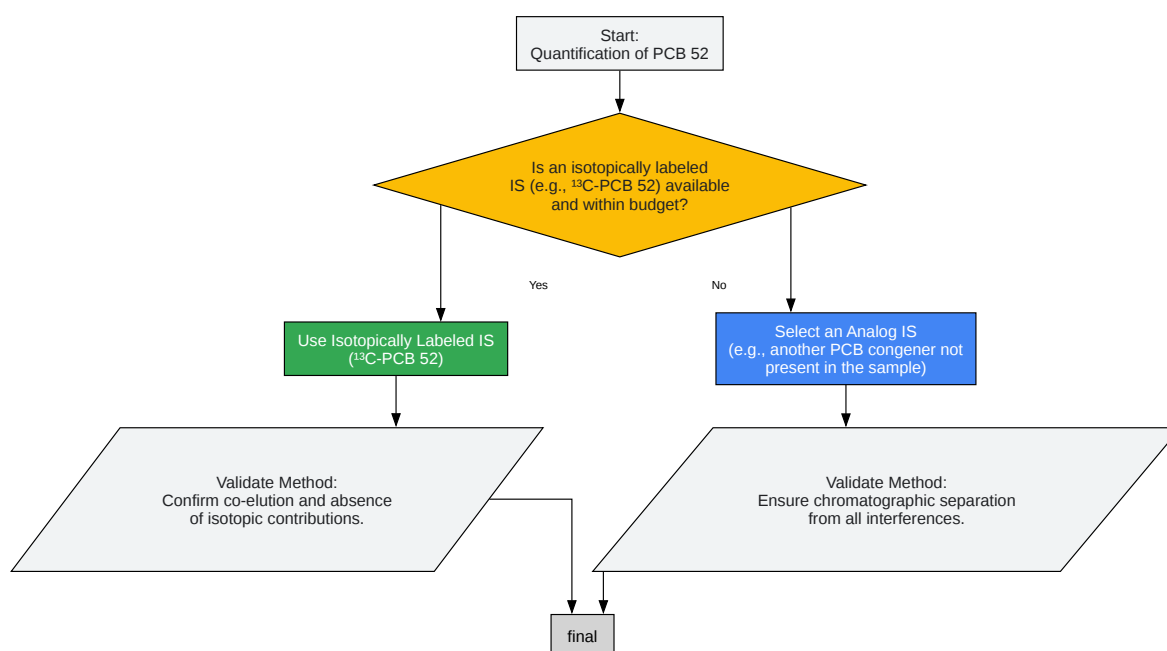 Start:
Quantification of PCB 52
Is an isotopically labeled
IS (e.g., ¹³C-PCB 52) available
and within budget?
Yes
No
Use Isotopically Labeled IS
(¹³C-PCB 52)
Select an Analog IS
(e.g., another PCB congener not
present in the sample)
Validate Method:
Confirm co-elution and absence
of isotopic contributions.
Validate Method:
Ensure chromatographic separation
from all interferences.
final